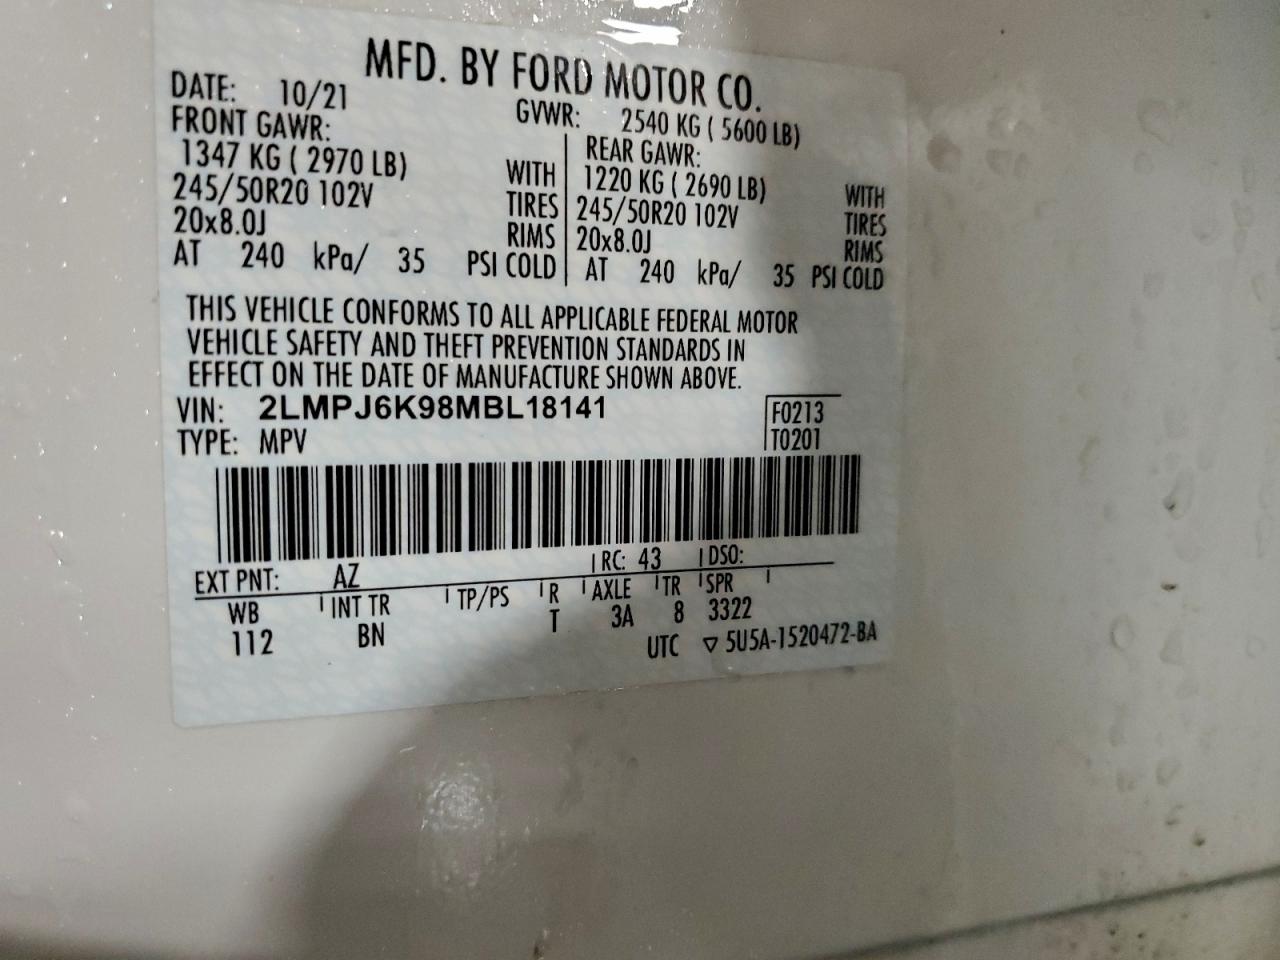 MFD. BY FORD MOTOR CO.
DATE: 10/21 GVWR: 2540 KG ( 5600 LB)
FRONT GAWR: REAR GAWR:
1347 KG ( 2970 LB) WITH 1220 KG ( 2690 LB) WITH
245/50R20 102V TIRES 245/50R20 102V TIRES
20x8.0J RIMS 20x8.0J RIMS
AT 240 kPa/ 35 PSI COLD AT 240 kPa/ 35 PSI COLD
THIS VEHICLE CONFORMS TO ALL APPLICABLE FEDERAL MOTOR
VEHICLE SAFETY AND THEFT PREVENTION STANDARDS IN
EFFECT ON THE DATE OF MANUFACTURE SHOWN ABOVE.
VIN: 2LMPJ6K98MBL18141 F0213
TYPE: MPV T0201
EXT PNT: AZ RC: 43 DSO:
WB INT TR TP/PS R AXLE TR SPR
112 BN T 3A 8 3322
UTC ▽ 5U5A-1520472-BA